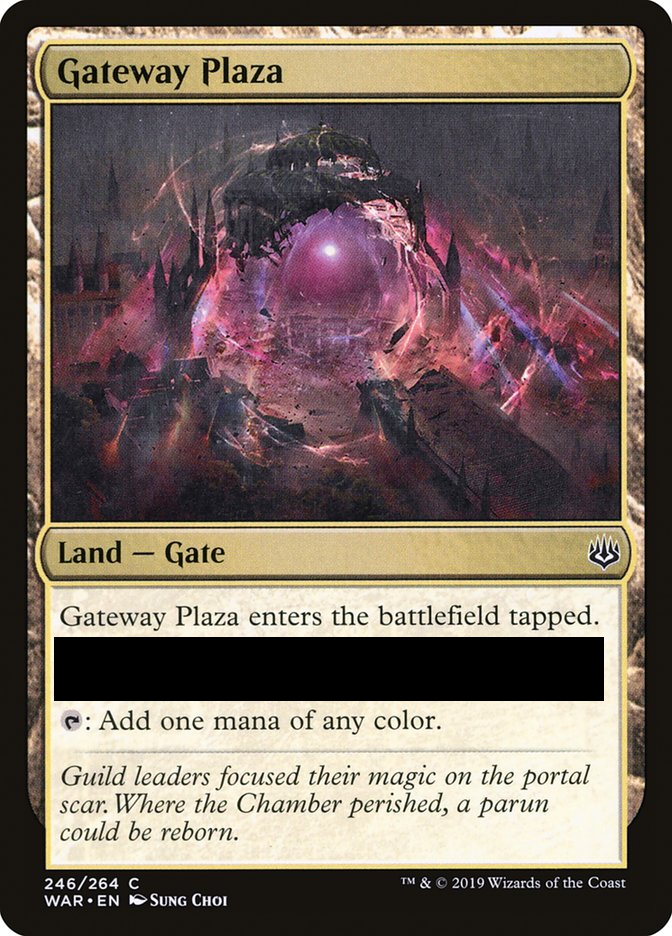 Gateway Plaza
Land — Gate
Gateway Plaza enters the battlefield tapped.
: Add one mana of any color.
Guild leaders focused their magic on the portal
scar. Where the Chamber perished, a parun
could be reborn.
246/264 C
WAR • EN Sung Choi
™ & © 2019 Wizards of the Coast